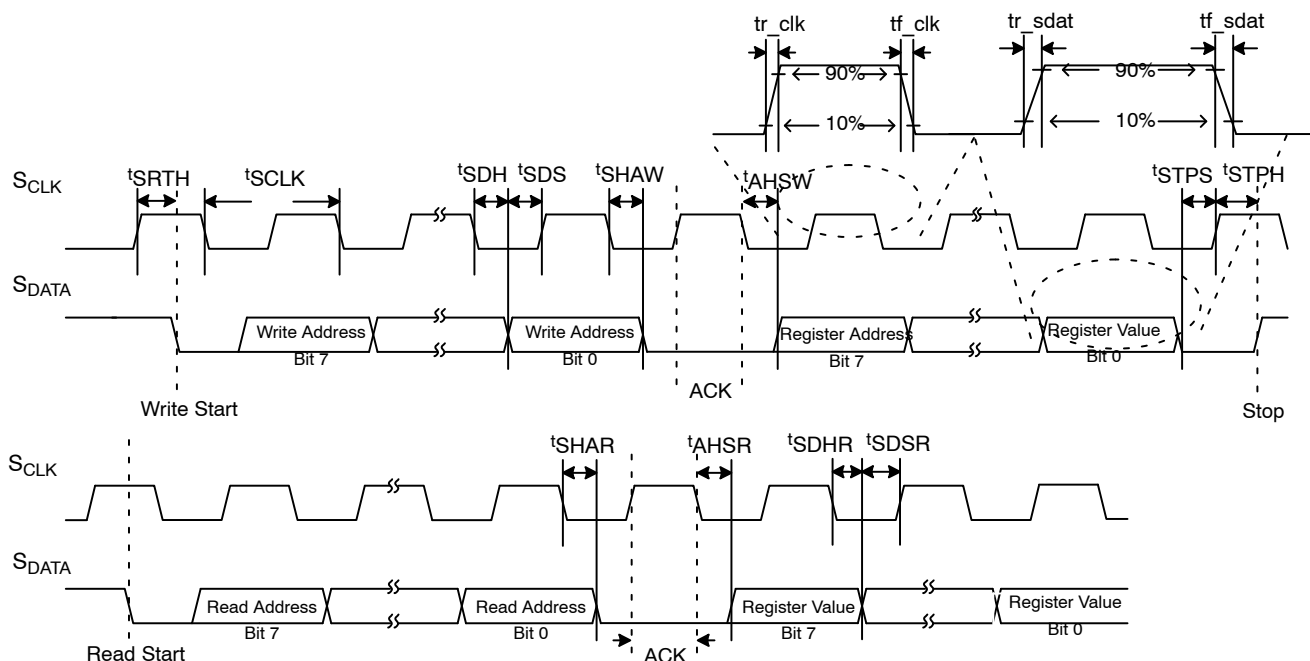 tr_clk tf_clk tr_sdat tf_sdat
90% 90%
10% 10%
SCLK tSRTH tSCLK tSDH tSDS tSHAW tAHSW tSTPS tSTPH
SDATA
Write Address Write Address Register Address Register Value
Bit 7 Bit 0 Bit 7 Bit 0
ACK
Write Start Stop
SCLK tSHAR tAHSR tSDHR tSDSR
SDATA
Read Address Read Address Register Value Register Value
Bit 7 Bit 0 Bit 7 Bit 0
Read Start ACK